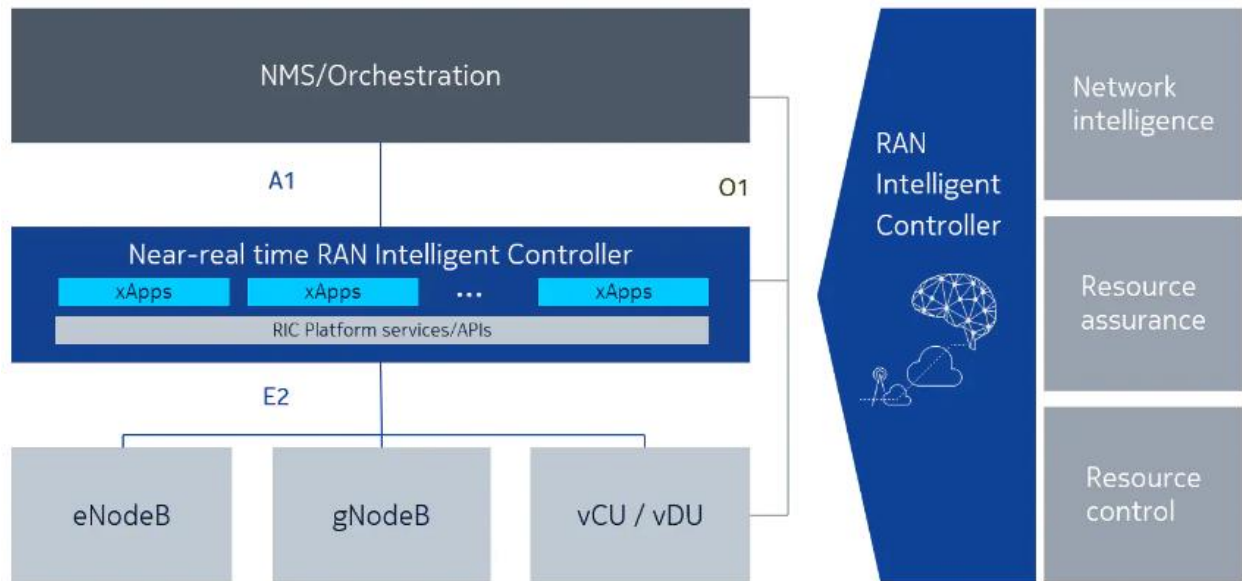 NMS/Orchestration
A1
O1
Near-real time RAN Intelligent Controller
xApps
xApps
...
xApps
RIC Platform services/APIs
E2
eNodeB
gNodeB
vCU / vDU
RAN
Intelligent
Controller
Network
intelligence
Resource
assurance
Resource
control